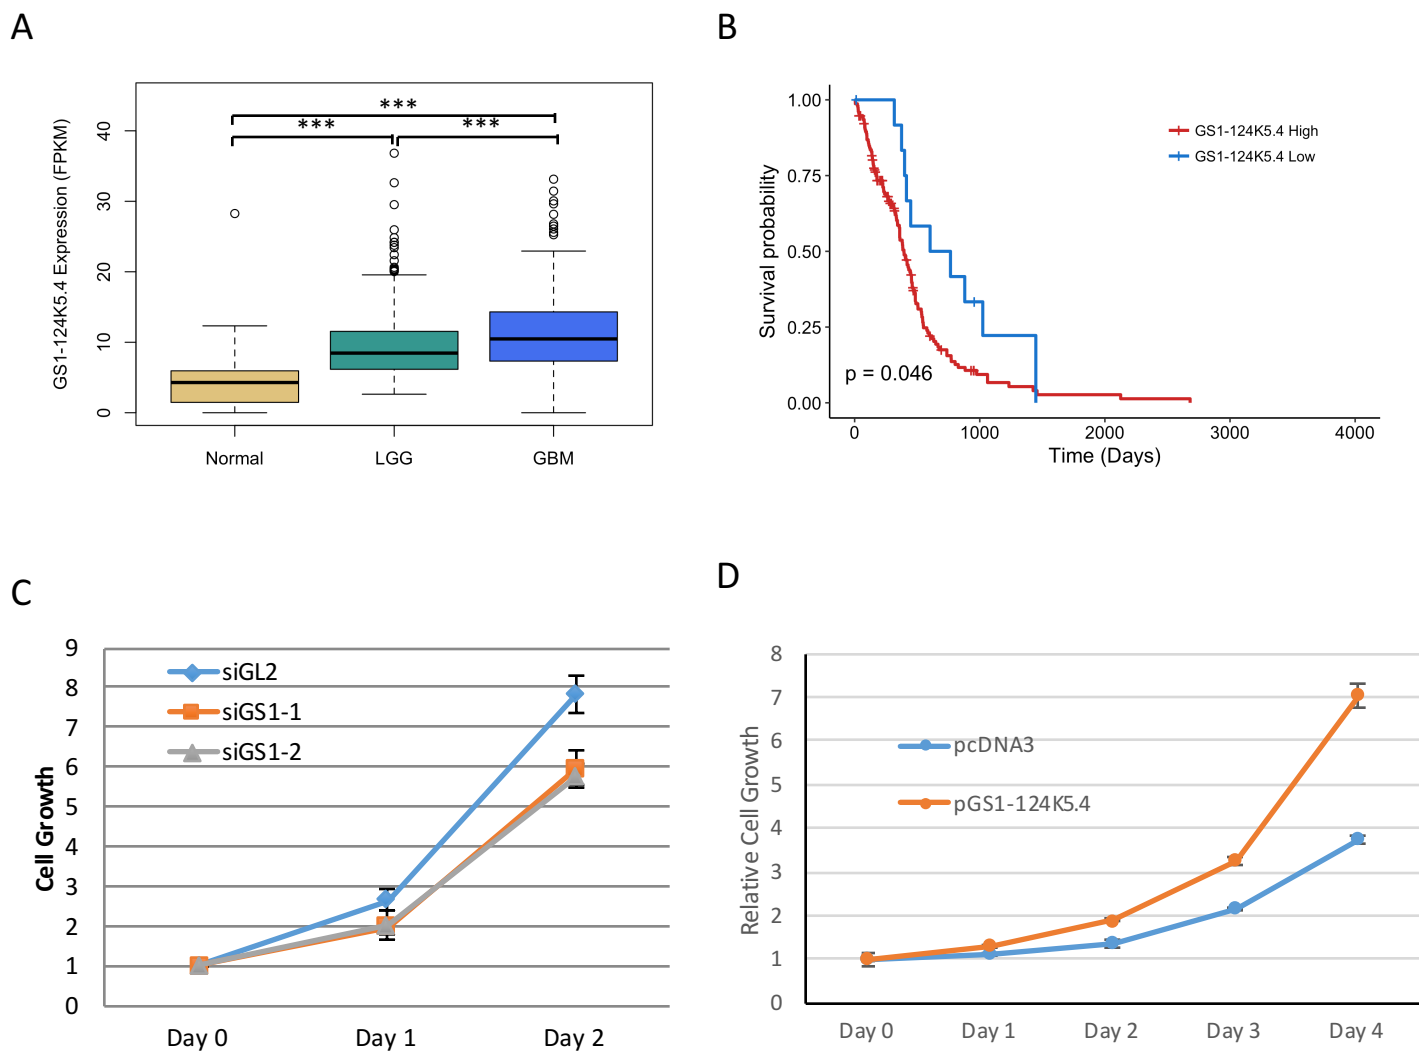 A
GS1-124K5.4 Expression (FPKM)
40
30
20
10
0
***
***
***
Normal
LGG
GBM
B
Survival probability
1.00
0.75
0.50
0.25
0.00
GS1-124K5.4 High
GS1-124K5.4 Low
p = 0.046
0
1000
2000
3000
4000
Time (Days)
C
Cell Growth
9
8
7
6
5
4
3
2
1
0
siGL2
siGS1-1
siGS1-2
Day 0
Day 1
Day 2
D
Relative Cell Growth
8
7
6
5
4
3
2
1
0
pcDNA3
pGS1-124K5.4
Day 0
Day 1
Day 2
Day 3
Day 4